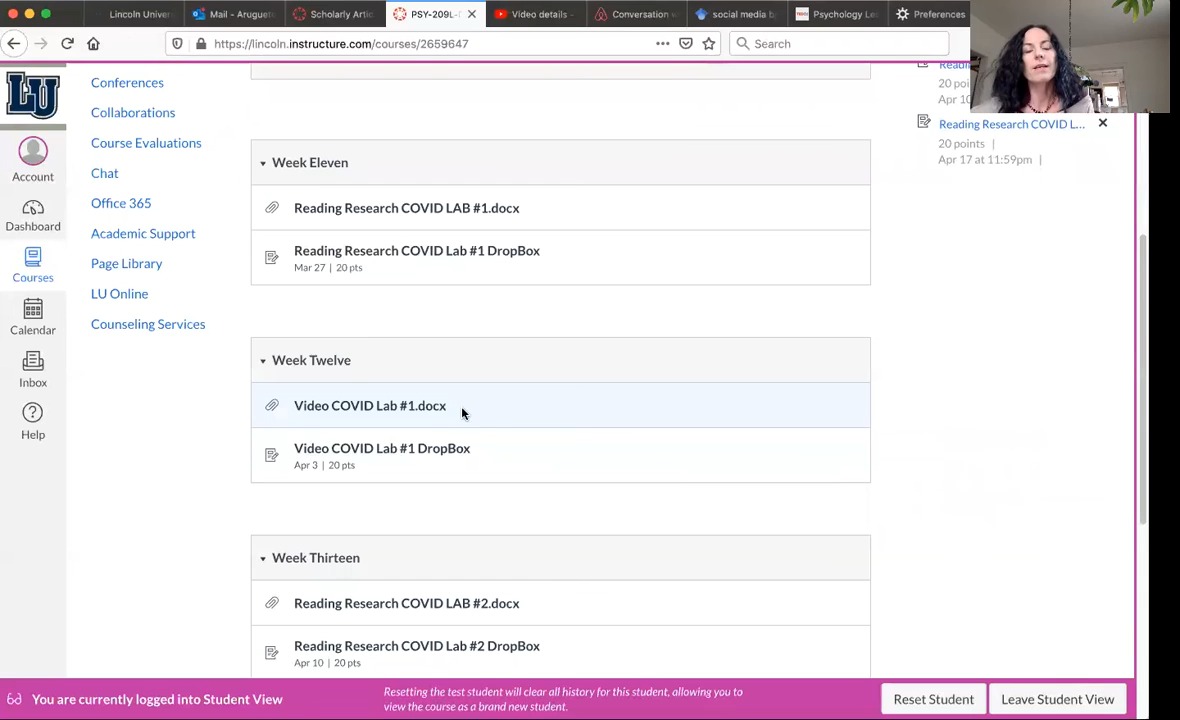 Lincoln Univer
Mail - Aruguet
Scholarly Artic
PSY-209L-
Video details -
Conversation
social media b
Psychology Le
Preferences
https://lincoln.instructure.com/courses/2659647
Search
LU
Account
Dashboard
Courses
Calendar
Inbox
Help
Conferences
Collaborations
Course Evaluations
Chat
Office 365
Academic Support
Page Library
LU Online
Counseling Services
Week Eleven
Reading Research COVID LAB #1.docx
Reading Research COVID Lab #1 DropBox
Mar 27 | 20 pts
Week Twelve
Video COVID Lab #1.docx
Video COVID Lab #1 DropBox
Apr 3 | 20 pts
Week Thirteen
Reading Research COVID LAB #2.docx
Reading Research COVID Lab #2 DropBox
Apr 10 | 20 pts
Readi
20 poi
Apr 10
Reading Research COVID L...
20 points |
Apr 17 at 11:59pm |
You are currently logged into Student View
Resetting the test student will clear all history for this student, allowing you to
view the course as a brand new student.
Reset Student
Leave Student View